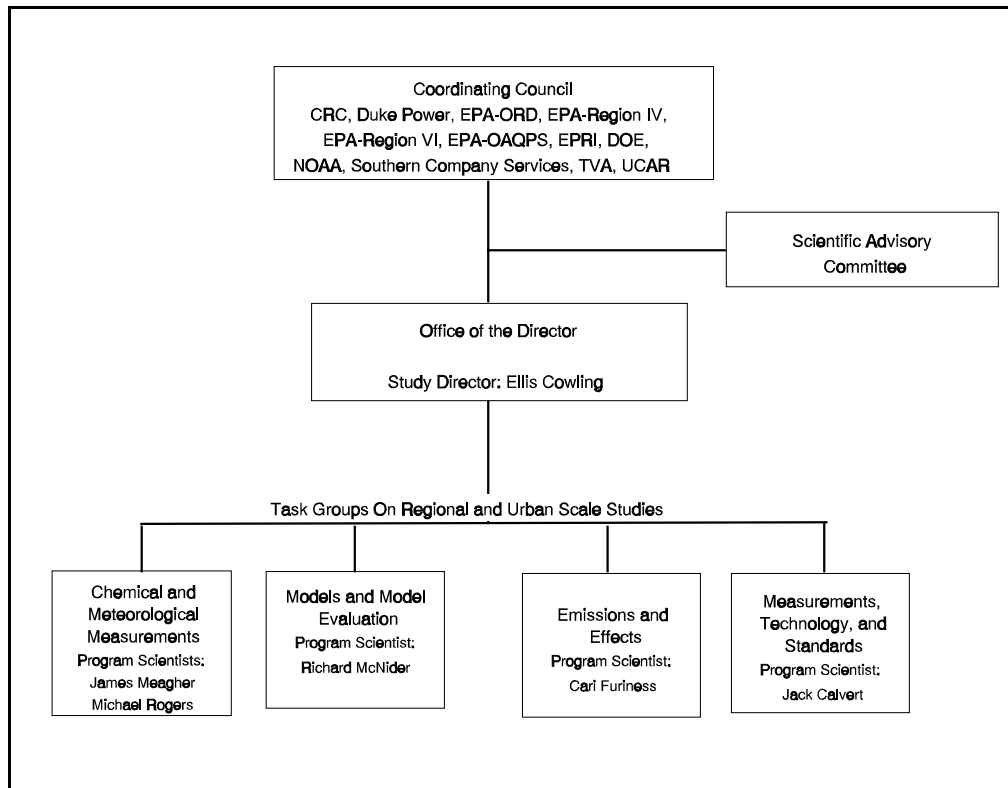 Coordinating Council
CRC, Duke Power, EPA-ORD, EPA-Region IV,
EPA-Region VI, EPA-OAQPS, EPRI, DOE,
NOAA, Southern Company Services, TVA, UCAR
Scientific Advisory
Committee
Office of the Director
Study Director: Ellis Cowling
Task Groups On Regional and Urban Scale Studies
Chemical and
Meteorological
Measurements
Program Scientists:
James Meagher
Michael Rogers
Models and Model
Evaluation
Program Scientist:
Richard McNider
Emissions and
Effects
Program Scientist:
Cari Furiness
Measurements,
Technology, and
Standards
Program Scientist:
Jack Calvert